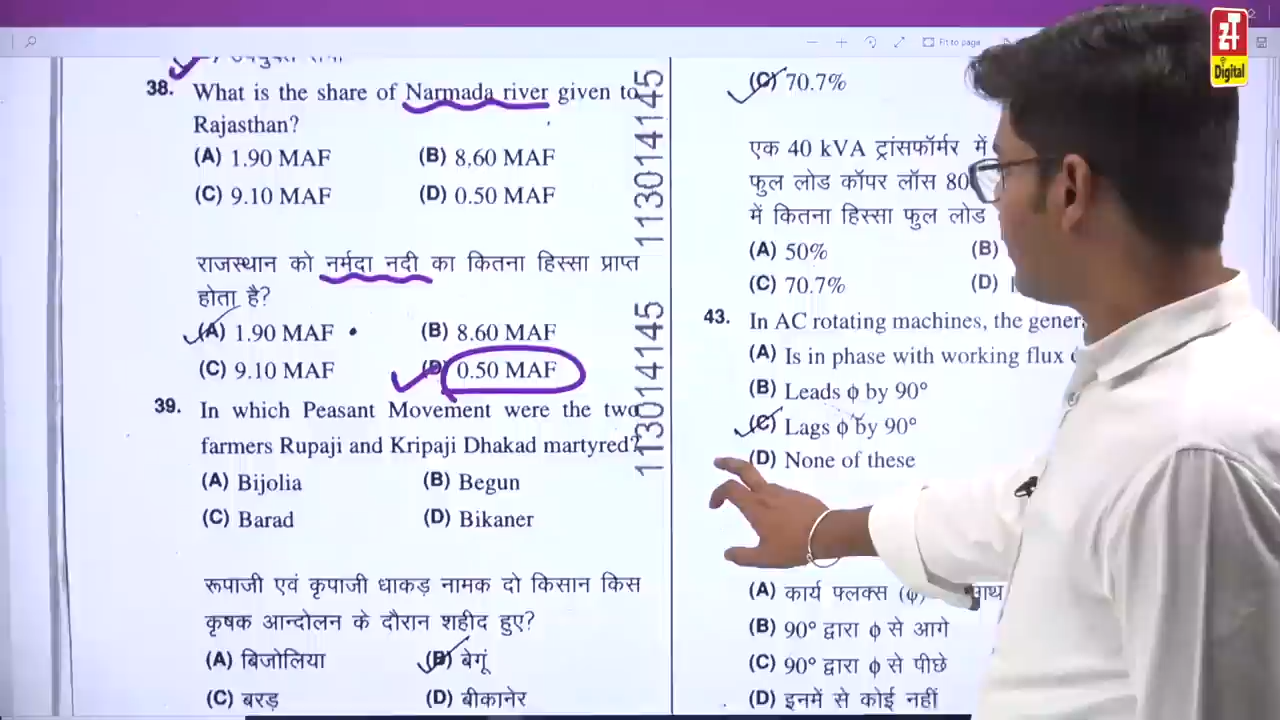 Fit to page
ZT
Digital
38. What is the share of Narmada river given to
Rajasthan?
(A) 1.90 MAF (B) 8.60 MAF
(C) 9.10 MAF (D) 0.50 MAF
राजस्थान को नर्मदा नदी का कितना हिस्सा प्राप्त
होता है?
(A) 1.90 MAF (B) 8.60 MAF
(C) 9.10 MAF (D) 0.50 MAF
39. In which Peasant Movement were the two
farmers Rupaji and Kripaji Dhakad martyred?
(A) Bijolia (B) Begun
(C) Barad (D) Bikaner
रूपाजी एवं कृपाजी धाकड़ नामक दो किसान किस
कृषक आन्दोलन के दौरान शहीद हुए?
(A) बिजोलिया (B) बेगूं
(C) बरड़ (D) बीकानेर
113014145
113014145
(C) 70.7%
एक 40 kVA ट्रांसफॉर्मर में
फुल लोड कॉपर लॉस 80
में कितना हिस्सा फुल लोड
(A) 50% (B)
(C) 70.7% (D)
43. In AC rotating machines, the
(A) Is in phase with working flux
(B) Leads ϕ by 90°
(C) Lags ϕ by 90°
(D) None of these
(A) कार्य फ्लक्स (ϕ) साथ
(B) 90° द्वारा ϕ से आगे
(C) 90° द्वारा ϕ से पीछे
(D) इनमें से कोई नहीं